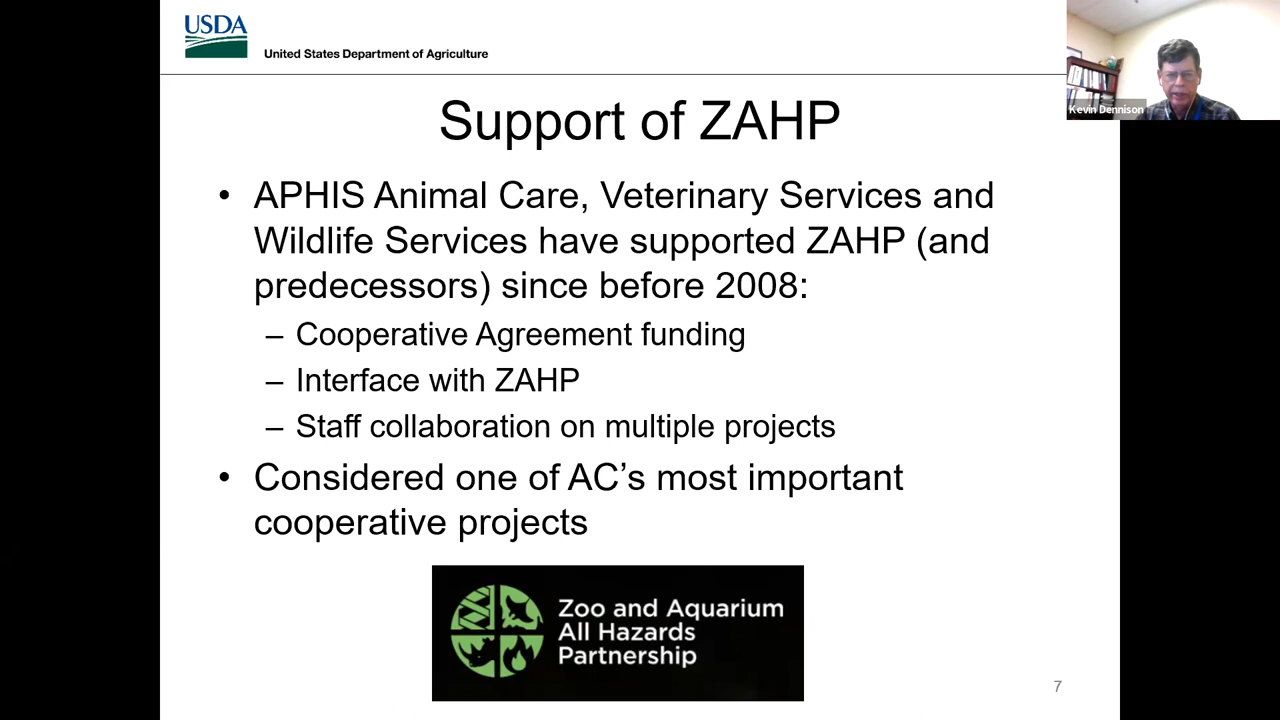 USDA
United States Department of Agriculture
Kevin Dennison
Support of ZAHP
• APHIS Animal Care, Veterinary Services and
Wildlife Services have supported ZAHP (and
predecessors) since before 2008:
– Cooperative Agreement funding
– Interface with ZAHP
– Staff collaboration on multiple projects
• Considered one of AC’s most important
cooperative projects
Zoo and Aquarium
All Hazards
Partnership
7